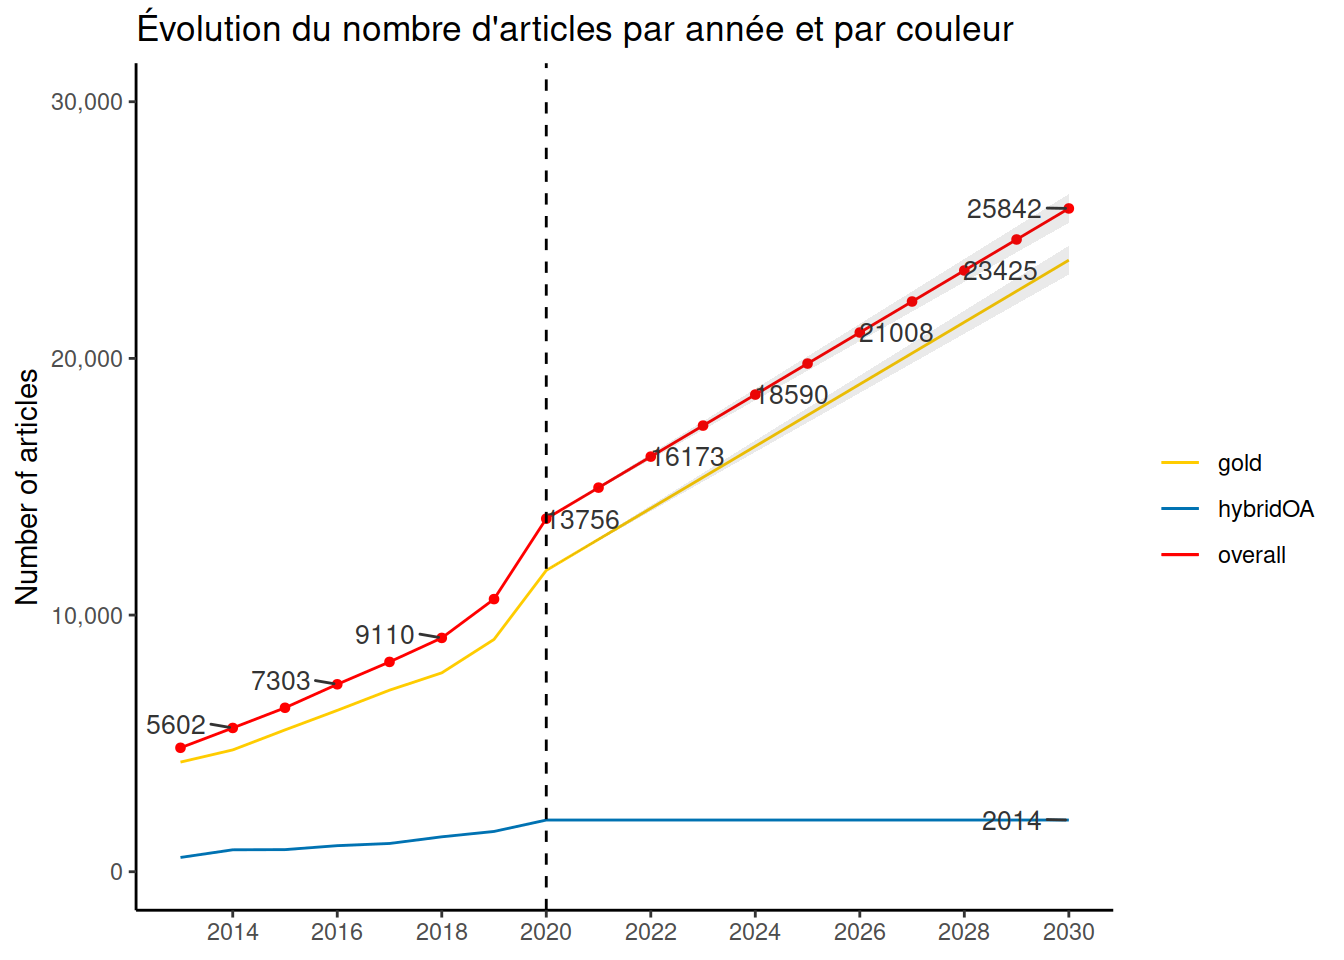 Évolution du nombre d'articles par année et par couleur
Number of articles
30,000
20,000
10,000
0
25842
23425
21008
18590
16173
13756
9110
7303
5602
2014
gold
hybridOA
overall
2014 2016 2018 2020 2022 2024 2026 2028 2030